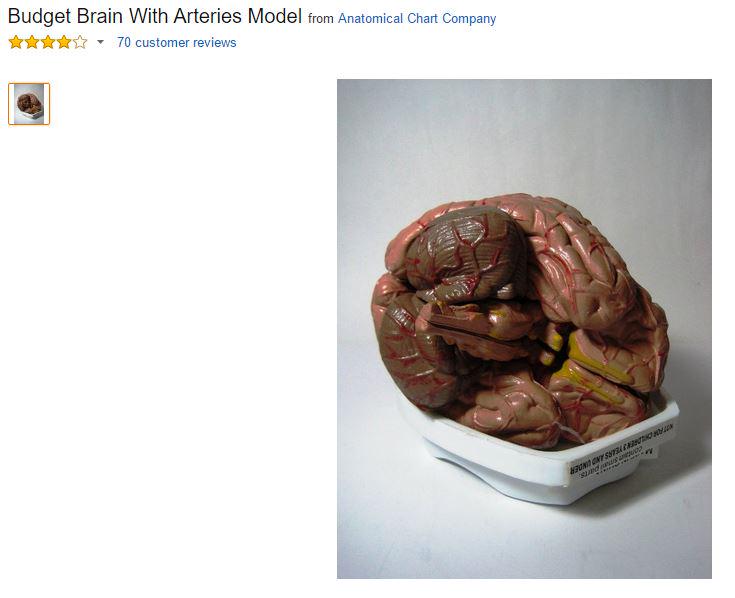 Budget Brain With Arteries Model from Anatomical Chart Company
70 customer reviews
NOT FOR CHILDREN 3 YEARS AND UNDER
contain small parts.